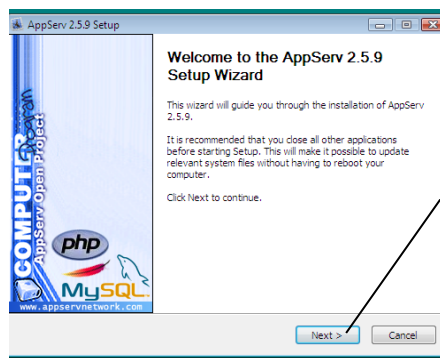 AppServ 2.5.9 Setup
Welcome to the AppServ 2.5.9
Setup Wizard
This wizard will guide you through the installation of AppServ
2.5.9.
It is recommended that you close all other applications
before starting Setup. This will make it possible to update
relevant system files without having to reboot your
computer.
Click Next to continue.
COMPUTER
AppServ Open Project
php
MySQL
www.appservnetwork.com
Next >
Cancel